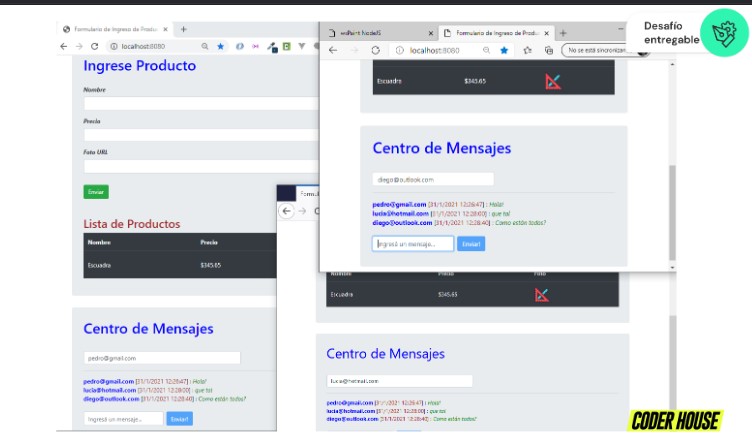 Desafío
entregable
Formulario de Ingreso de Produ
localhost:8080
Ingrese Producto
Nombre
Precio
Foto URL
Enviar
Lista de Productos
Nombre Precio
Escuadra $345.65
Centro de Mensajes
pedro@gmail.com
pedro@gmail.com [31/1/2021 12:28:47] : Hola!
lucia@hotmail.com [31/1/2021 12:28:00] : que tal
diego@outlook.com [31/1/2021 12:28:40] : Como están todos?
Ingresá un mensaje... Enviar!
Formulario de Ingreso de Produ
localhost:8080
No se está sincronizan
Escuadra $345.65
Centro de Mensajes
diego@outlook.com
pedro@gmail.com [31/1/2021 12:28:47] : Hola!
lucia@hotmail.com [31/1/2021 12:28:00] : que tal
diego@outlook.com [31/1/2021 12:28:40] : Como están todos?
Ingresá un mensaje... Enviar!
Formul
Nombre Precio Foto
Escuadra $345.65
Centro de Mensajes
lucia@hotmail.com
pedro@gmail.com [31/1/2021 12:28:47] : Hola!
lucia@hotmail.com [31/1/2021 12:28:00] : que tal
diego@outlook.com [31/1/2021 12:28:40] : Como están todos?
CODER HOUSE